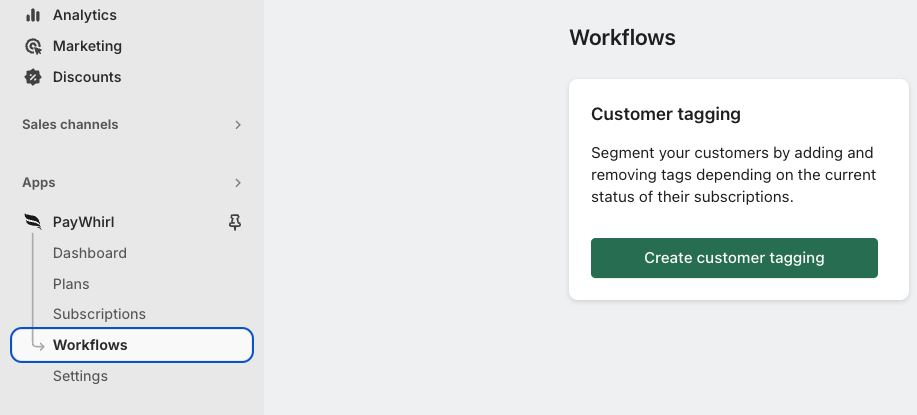 Analytics
Marketing
Discounts
Sales channels
Apps
PayWhirl
Dashboard
Plans
Subscriptions
Workflows
Settings
Workflows
Customer tagging
Segment your customers by adding and
removing tags depending on the current
status of their subscriptions.
Create customer tagging